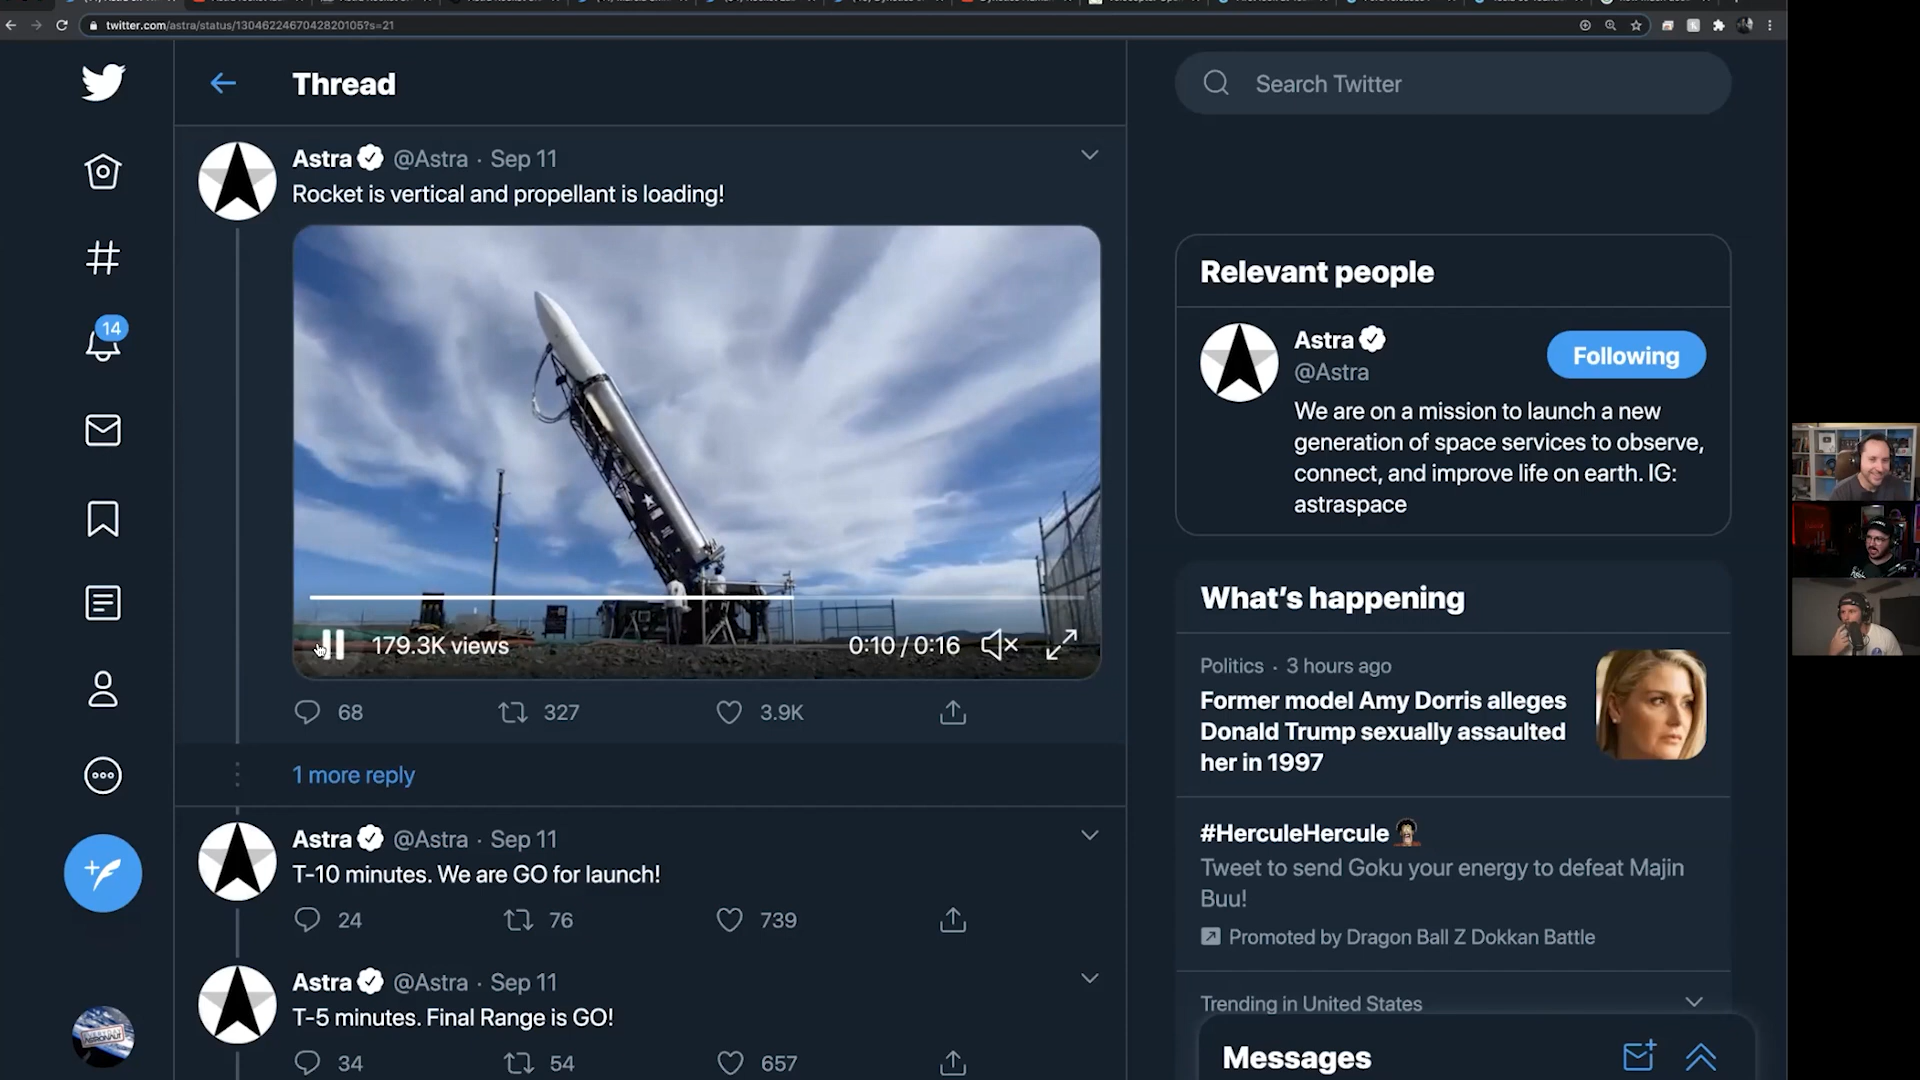 twitter.com/astra/status/1304622467042820105?s=21
Thread
Search Twitter
Astra @Astra · Sep 11
Rocket is vertical and propellant is loading!
179.3K views
0:10 / 0:16
68
327
3.9K
1 more reply
Astra @Astra · Sep 11
T-10 minutes. We are GO for launch!
24
76
739
Astra @Astra · Sep 11
T-5 minutes. Final Range is GO!
34
54
657
14
Relevant people
Astra
@Astra
Following
We are on a mission to launch a new
generation of space services to observe,
connect, and improve life on earth. IG:
astraspace
What's happening
Politics · 3 hours ago
Former model Amy Dorris alleges
Donald Trump sexually assaulted
her in 1997
#HerculeHercule
Tweet to send Goku your energy to defeat Majin
Buu!
Promoted by Dragon Ball Z Dokkan Battle
Trending in United States
Messages